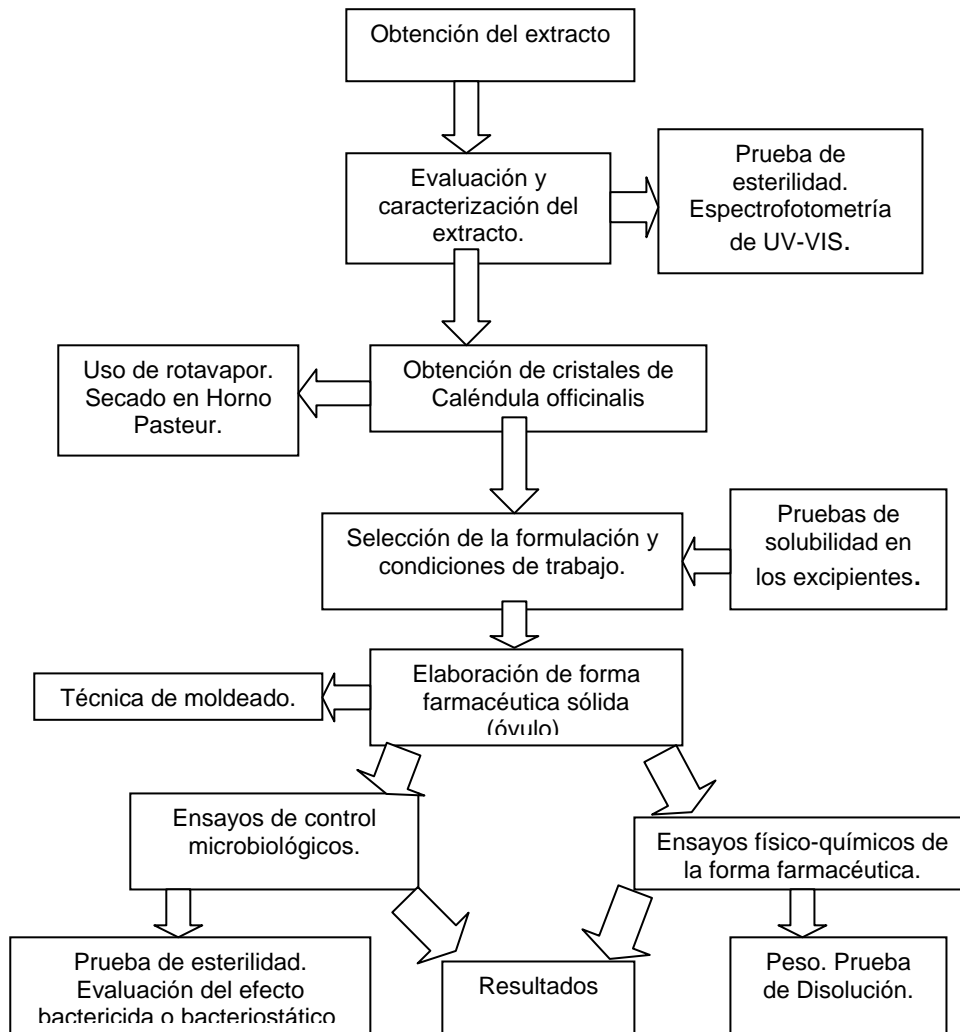 Obtención del extracto
Evaluación y
caracterización del
extracto.
Prueba de
esterilidad.
Espectrofotometría
de UV-VIS.
Uso de rotavapor.
Secado en Horno
Pasteur.
Obtención de cristales de
Caléndula officinalis
Selección de la formulación y
condiciones de trabajo.
Pruebas de
solubilidad en
los excipientes.
Elaboración de forma
farmacéutica sólida
(óvulo)
Técnica de moldeado.
Ensayos de control
microbiológicos.
Ensayos físico-químicos de
la forma farmacéutica.
Prueba de esterilidad.
Evaluación del efecto
bactericida o bacteriostático
Resultados
Peso. Prueba
de Disolución.